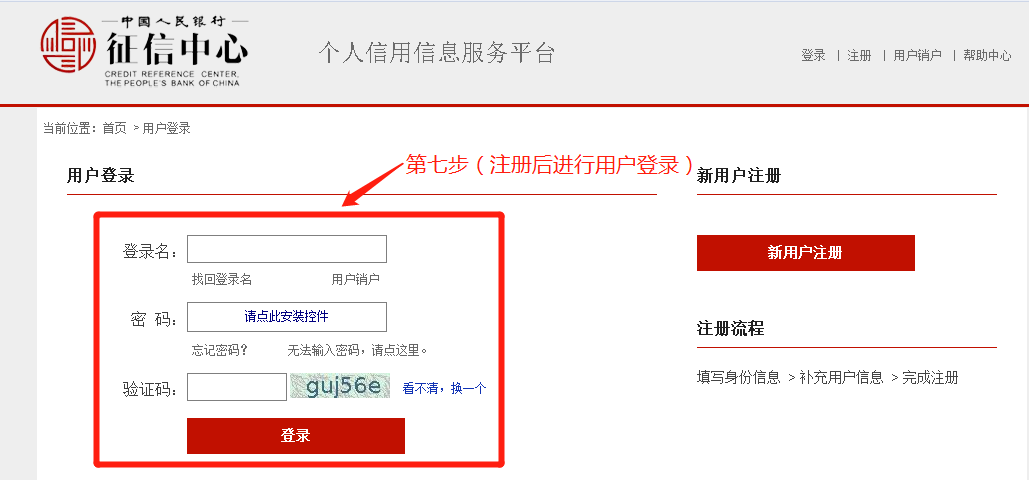 中国人民银行
征信中心
CREDIT REFERENCE CENTER,
THE PEOPLE'S BANK OF CHINA
个人信用信息服务平台
登录 | 注册 | 用户销户 | 帮助中心
当前位置：首页 > 用户登录
第七步（注册后进行用户登录）
用户登录
登录名：
找回登录名 用户销户
密 码：
请点此安装控件
忘记密码？ 无法输入密码，请点这里。
验证码：
guj56e
看不清，换一个
登录
新用户注册
新用户注册
注册流程
填写身份信息 > 补充用户信息 > 完成注册